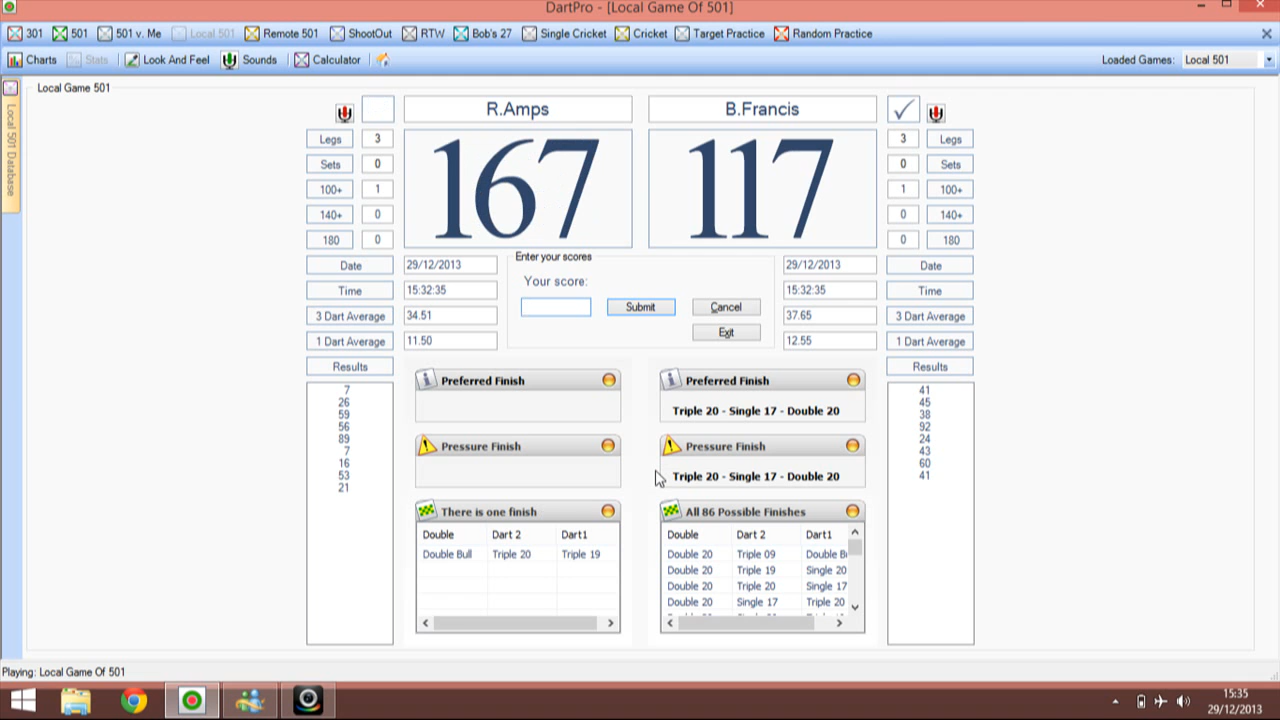 DartPro - [Local Game Of 501]
301 501 501 v. Me Local 501 Remote 501 ShootOut RTW Bob's 27 Single Cricket Cricket Target Practice Random Practice
Charts Stats Look And Feel Sounds Calculator Loaded Games: Local 501
Local Game 501
Local 501 Database
R.Amps B.Francis
167 117
Legs 3 3 Legs
Sets 0 0 Sets
100+ 1 1 100+
140+ 0 0 140+
180 0 0 180
Enter your scores
Date 29/12/2013 29/12/2013 Date
Your score:
Time 15:32:35 15:32:35 Time
Submit Cancel
3 Dart Average 34.51 37.65 3 Dart Average
Exit
1 Dart Average 11.50 12.55 1 Dart Average
Results Results
7
26
59
56
89
7
16
53
21
Preferred Finish
Pressure Finish
There is one finish
Double Dart 2 Dart1
Double Bull Triple 20 Triple 19
Preferred Finish
Triple 20 - Single 17 - Double 20
Pressure Finish
Triple 20 - Single 17 - Double 20
All 86 Possible Finishes
Double Dart 2 Dart1
Double 20 Triple 09 Double B
Double 20 Triple 19 Single 20
Double 20 Triple 20 Single 17
Double 20 Single 17 Triple 20
41
45
38
92
24
43
60
41
Playing: Local Game Of 501
15:35
29/12/2013